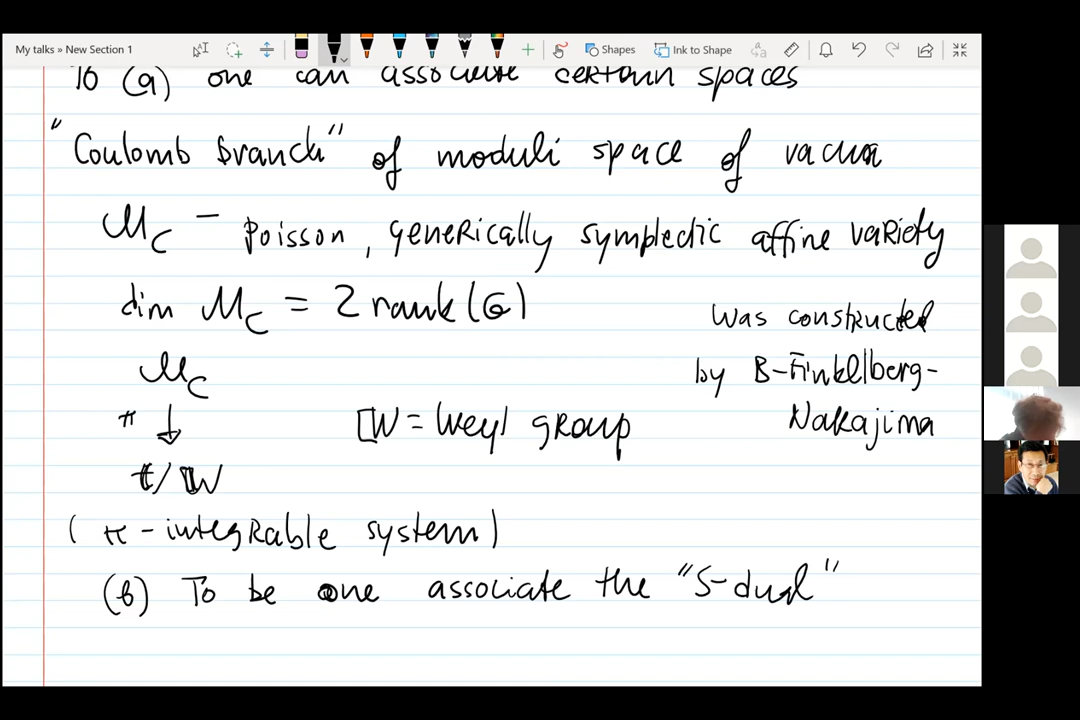 My talks » New Section 1
Shapes
Ink to Shape
To (a) one can associate certain spaces
"Coulomb branch" of moduli space of vacua
M_C – Poisson, generically symplectic affine variety
dim M_C = 2 rank(G)
was constructed
by B-Finkelberg-
Nakajima
M_C
π ↓
[W = Weyl group
t/W
(π - integrable system)
(b) To be one associate the "S-dual"